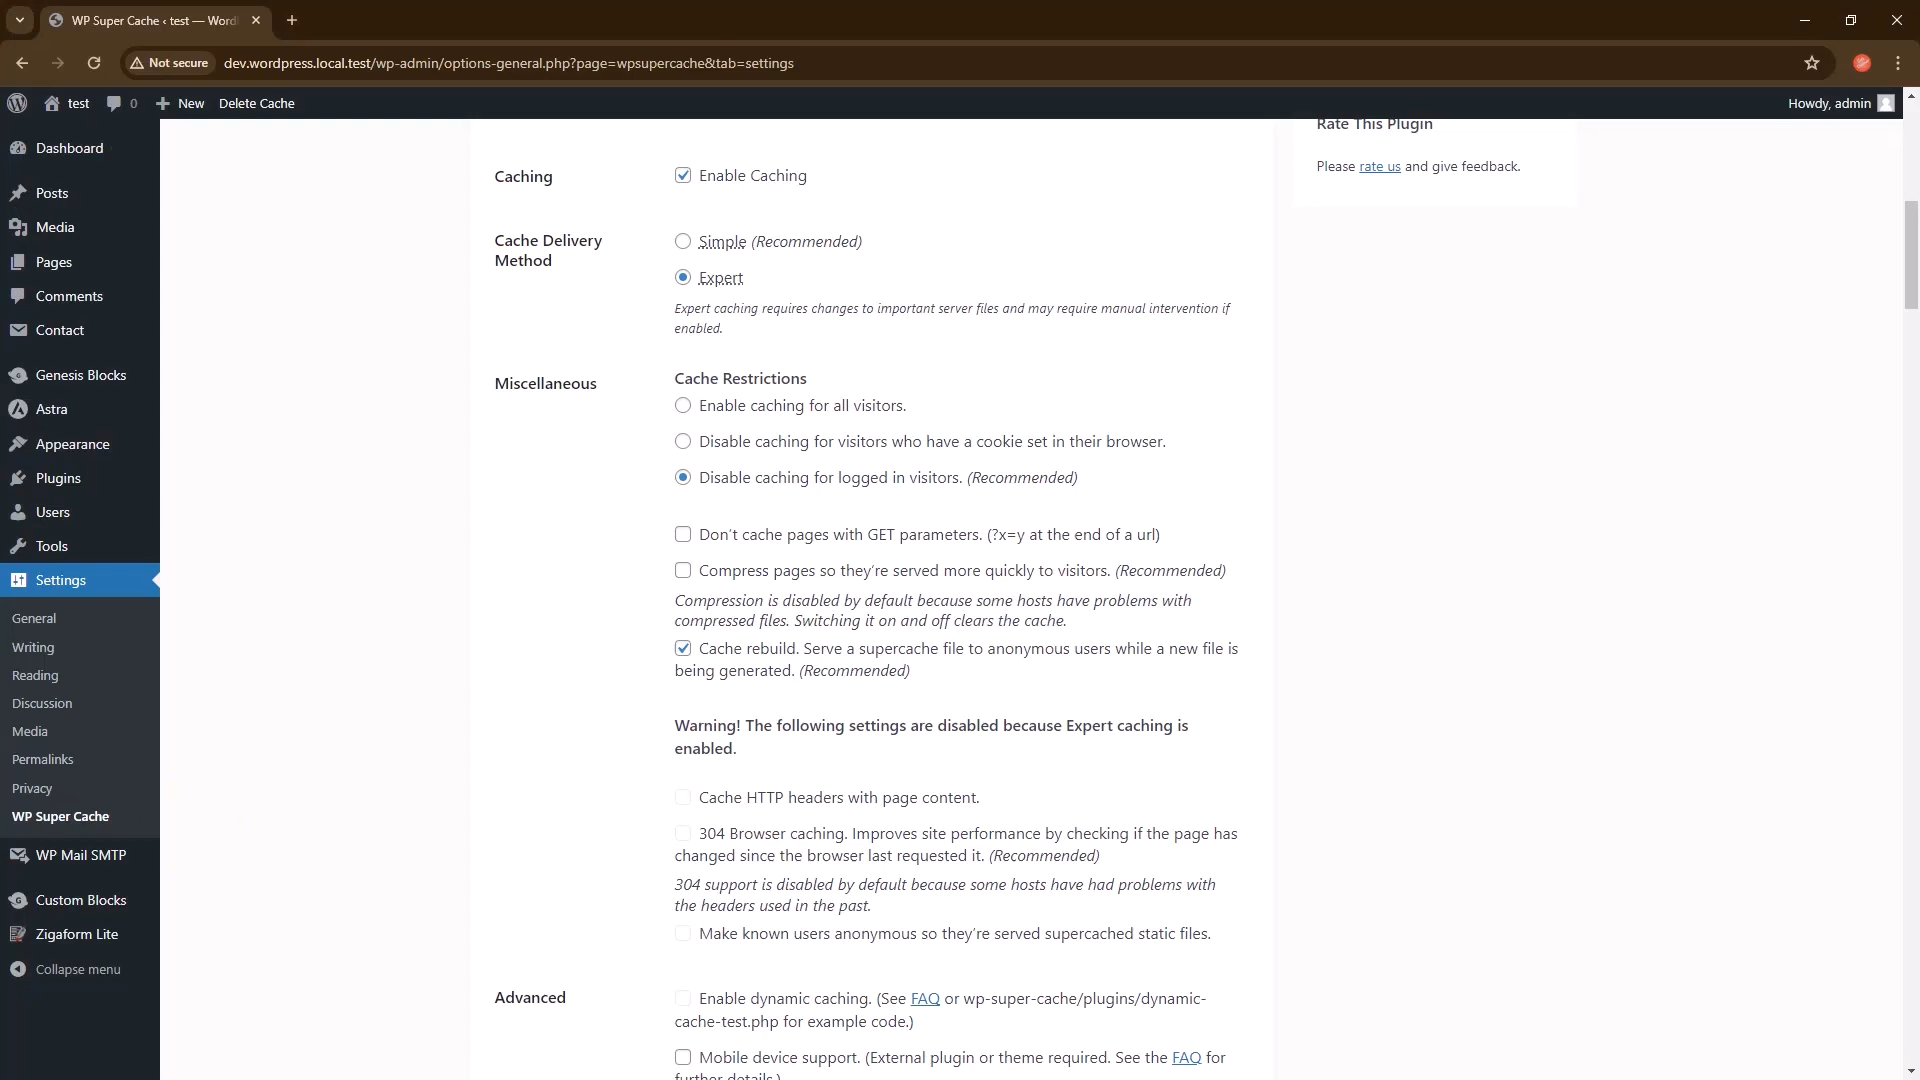 WP Super Cache ‹ test — Word
Not secure
dev.wordpress.local.test/wp-admin/options-general.php?page=wpsupercache&tab=settings
test
0
New
Delete Cache
Howdy, admin
Dashboard
Posts
Media
Pages
Comments
Contact
Genesis Blocks
Astra
Appearance
Plugins
Users
Tools
Settings
General
Writing
Reading
Discussion
Media
Permalinks
Privacy
WP Super Cache
WP Mail SMTP
Custom Blocks
Zigaform Lite
Collapse menu
Caching
Enable Caching
Cache Delivery
Method
Simple (Recommended)
Expert
Expert caching requires changes to important server files and may require manual intervention if
enabled.
Miscellaneous
Cache Restrictions
Enable caching for all visitors.
Disable caching for visitors who have a cookie set in their browser.
Disable caching for logged in visitors. (Recommended)
Don’t cache pages with GET parameters. (?x=y at the end of a url)
Compress pages so they’re served more quickly to visitors. (Recommended)
Compression is disabled by default because some hosts have problems with
compressed files. Switching it on and off clears the cache.
Cache rebuild. Serve a supercache file to anonymous users while a new file is
being generated. (Recommended)
Warning! The following settings are disabled because Expert caching is
enabled.
Cache HTTP headers with page content.
304 Browser caching. Improves site performance by checking if the page has
changed since the browser last requested it. (Recommended)
304 support is disabled by default because some hosts have had problems with
the headers used in the past.
Make known users anonymous so they’re served supercached static files.
Advanced
Enable dynamic caching. (See FAQ or wp-super-cache/plugins/dynamic-
cache-test.php for example code.)
Mobile device support. (External plugin or theme required. See the FAQ for
further details.)
Rate This Plugin
Please rate us and give feedback.